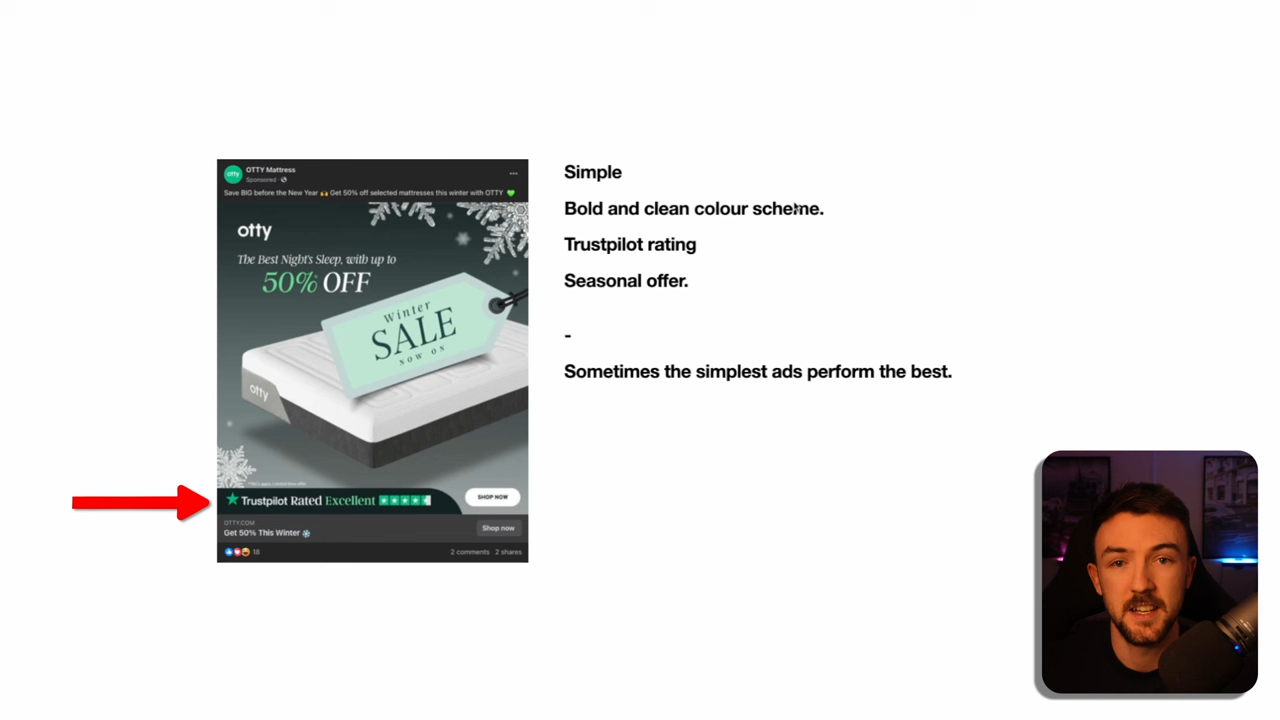 OTTY Mattress
Sponsored
Save BIG before the New Year 🙌 Get 50% off selected mattresses this winter with OTTY 💚
otty
The Best Night's Sleep, with up to
50% OFF
Winter
SALE
NOW ON
otty
Trustpilot Rated Excellent
SHOP NOW
OTTY.COM
Get 50% This Winter ❄️
Shop now
18
2 comments 2 shares
Simple
Bold and clean colour scheme.
Trustpilot rating
Seasonal offer.
-
Sometimes the simplest ads perform the best.